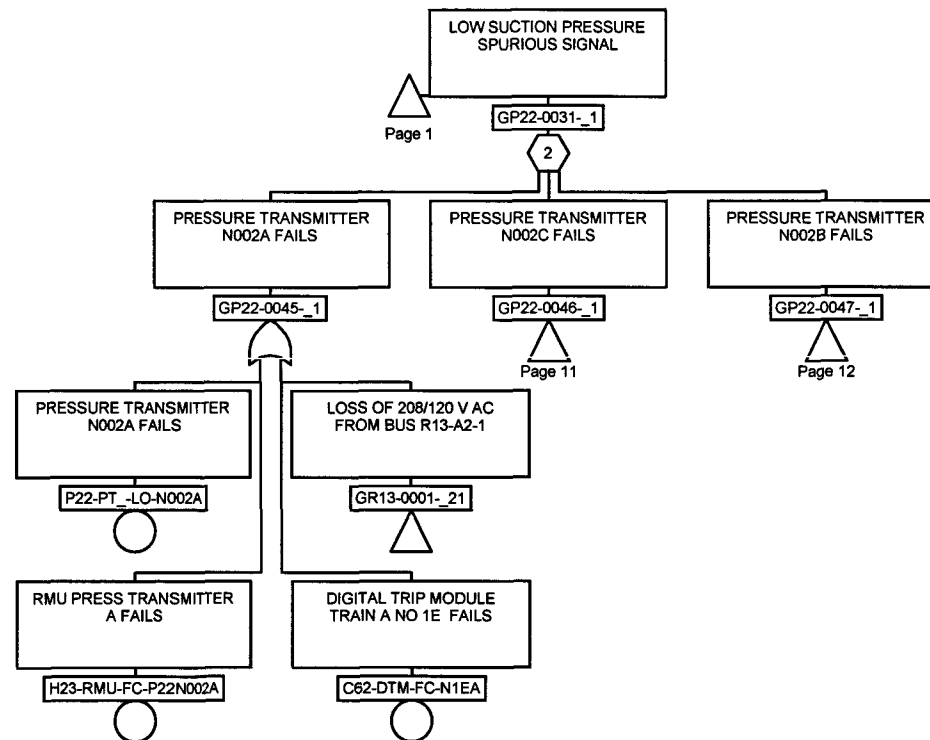 LOW SUCTION PRESSURE
SPURIOUS SIGNAL
Page 1
GP22-0031-_1
2
PRESSURE TRANSMITTER
N002A FAILS
PRESSURE TRANSMITTER
N002C FAILS
PRESSURE TRANSMITTER
N002B FAILS
GP22-0045-_1
GP22-0046-_1
GP22-0047-_1
Page 11
Page 12
PRESSURE TRANSMITTER
N002A FAILS
LOSS OF 208/120 V AC
FROM BUS R13-A2-1
P22-PT_-LO-N002A
GR13-0001-_21
RMU PRESS TRANSMITTER
A FAILS
DIGITAL TRIP MODULE
TRAIN A NO 1E FAILS
H23-RMU-FC-P22N002A
C62-DTM-FC-N1EA